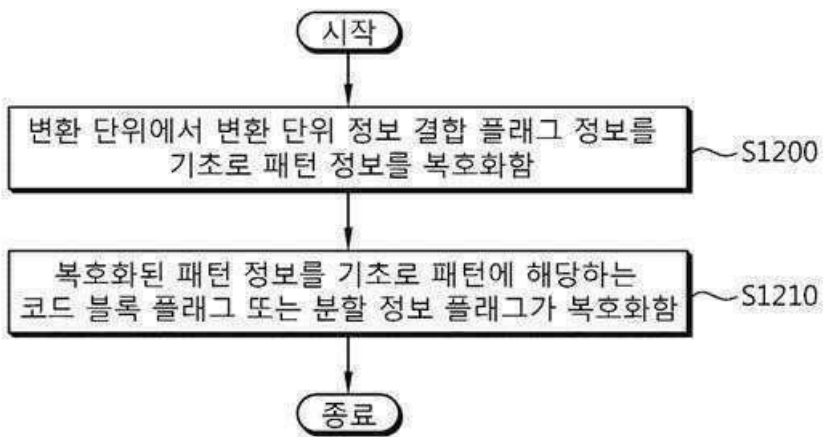 시작
변환 단위에서 변환 단위 정보 결합 플래그 정보를
기초로 패턴 정보를 복호화함
S1200
복호화된 패턴 정보를 기초로 패턴에 해당하는
코드 블록 플래그 또는 분할 정보 플래그가 복호화함
S1210
종료